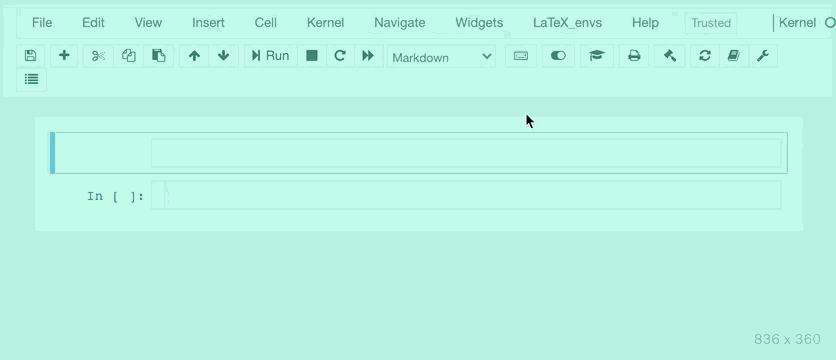 File Edit View Insert Cell Kernel Navigate Widgets LaTeX_envs Help Trusted Kernel
Run Markdown
In [ ]:
836 x 360